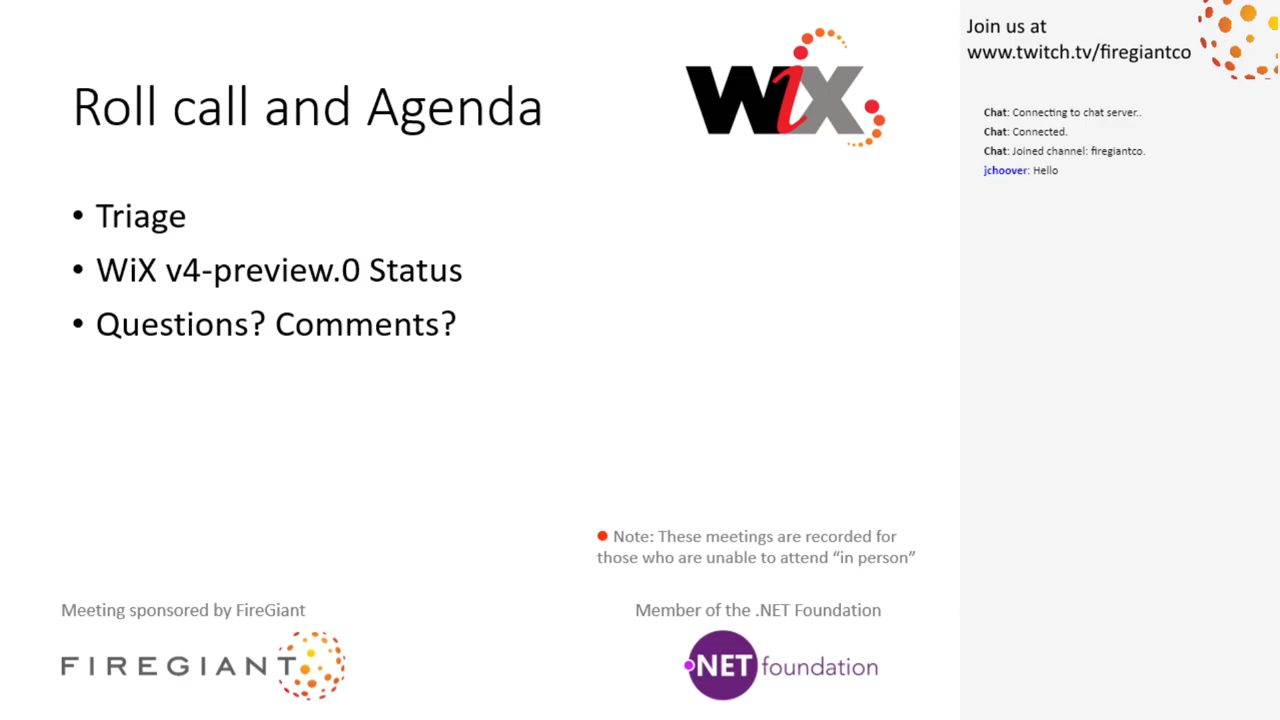 WiX
Roll call and Agenda
• Triage
• WiX v4-preview.0 Status
• Questions? Comments?
Note: These meetings are recorded for
those who are unable to attend “in person”
Meeting sponsored by FireGiant
FIREGIANT
Member of the .NET Foundation
.NET foundation
Join us at
www.twitch.tv/firegiantco
Chat: Connecting to chat server..
Chat: Connected.
Chat: Joined channel: firegiantco.
jchoover: Hello